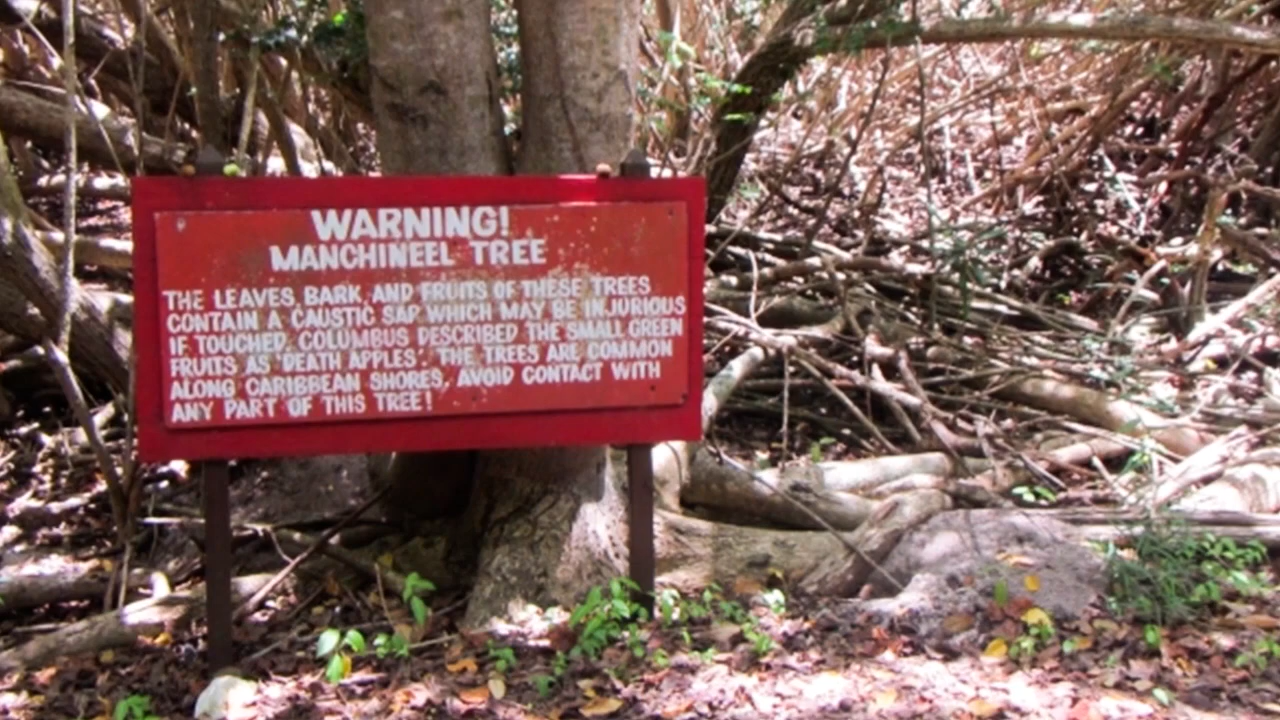 WARNING!
MANCHINEEL TREE
THE LEAVES, BARK, AND FRUITS OF THESE TREES
CONTAIN A CAUSTIC SAP WHICH MAY BE INJURIOUS
IF TOUCHED. COLUMBUS DESCRIBED THE SMALL GREEN
FRUITS AS 'DEATH APPLES'. THE TREES ARE COMMON
ALONG CARIBBEAN SHORES. AVOID CONTACT WITH
ANY PART OF THIS TREE!